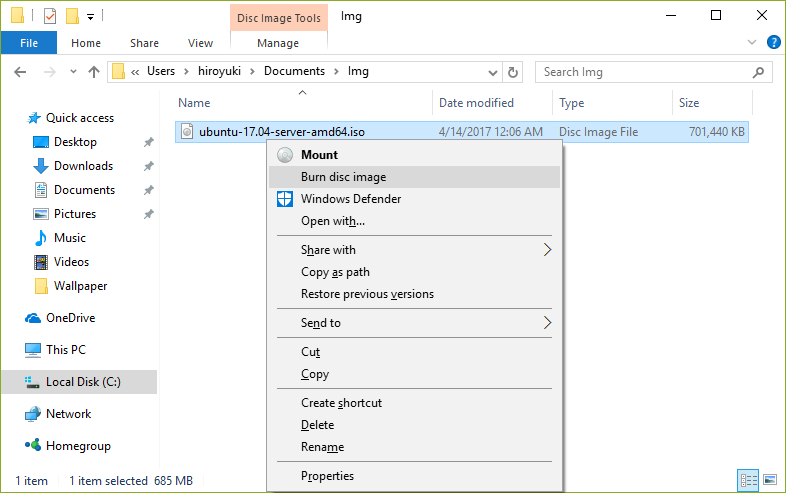 Disc Image Tools
Img
File
Home
Share
View
Manage
«
Users
hiroyuki
Documents
Img
Search Img
Name
Date modified
Type
Size
ubuntu-17.04-server-amd64.iso
4/14/2017 12:06 AM
Disc Image File
701,440 KB
Quick access
Desktop
Downloads
Documents
Pictures
Music
Videos
Wallpaper
OneDrive
This PC
Local Disk (C:)
Network
Homegroup
Mount
Burn disc image
Windows Defender
Open with...
Share with
Copy as path
Restore previous versions
Send to
Cut
Copy
Create shortcut
Delete
Rename
Properties
1 item
1 item selected 685 MB